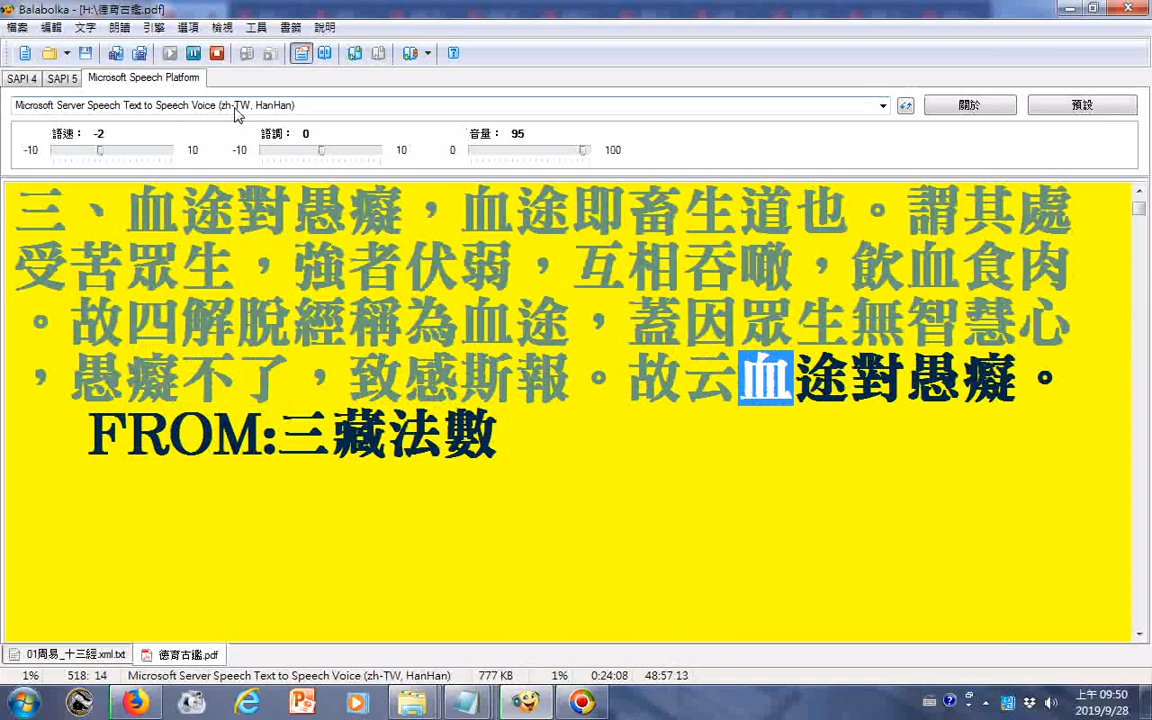 Balabolka - [H:\德育古鑑.pdf]
檔案 編輯 文字 朗讀 引擎 選項 檢視 工具 書籤 說明
SAPI 4 SAPI 5 Microsoft Speech Platform
Microsoft Server Speech Text to Speech Voice (zh-TW, HanHan) 關於 預設
語速： -2 語調： 0 音量： 95
-10 10 -10 10 0 100
三、血途對愚癡，血途即畜生道也。謂其處
受苦眾生，強者伏弱，互相吞噉，飲血食肉
。故四解脫經稱為血途，蓋因眾生無智慧心
，愚癡不了，致感斯報。故云血途對愚癡。
FROM:三藏法數
01周易_十三經.xml.txt 德育古鑑.pdf
1% 518: 14 Microsoft Server Speech Text to Speech Voice (zh-TW, HanHan) 777 KB 1% 0:24:08 48:57:13
上午 09:50
2019/9/28